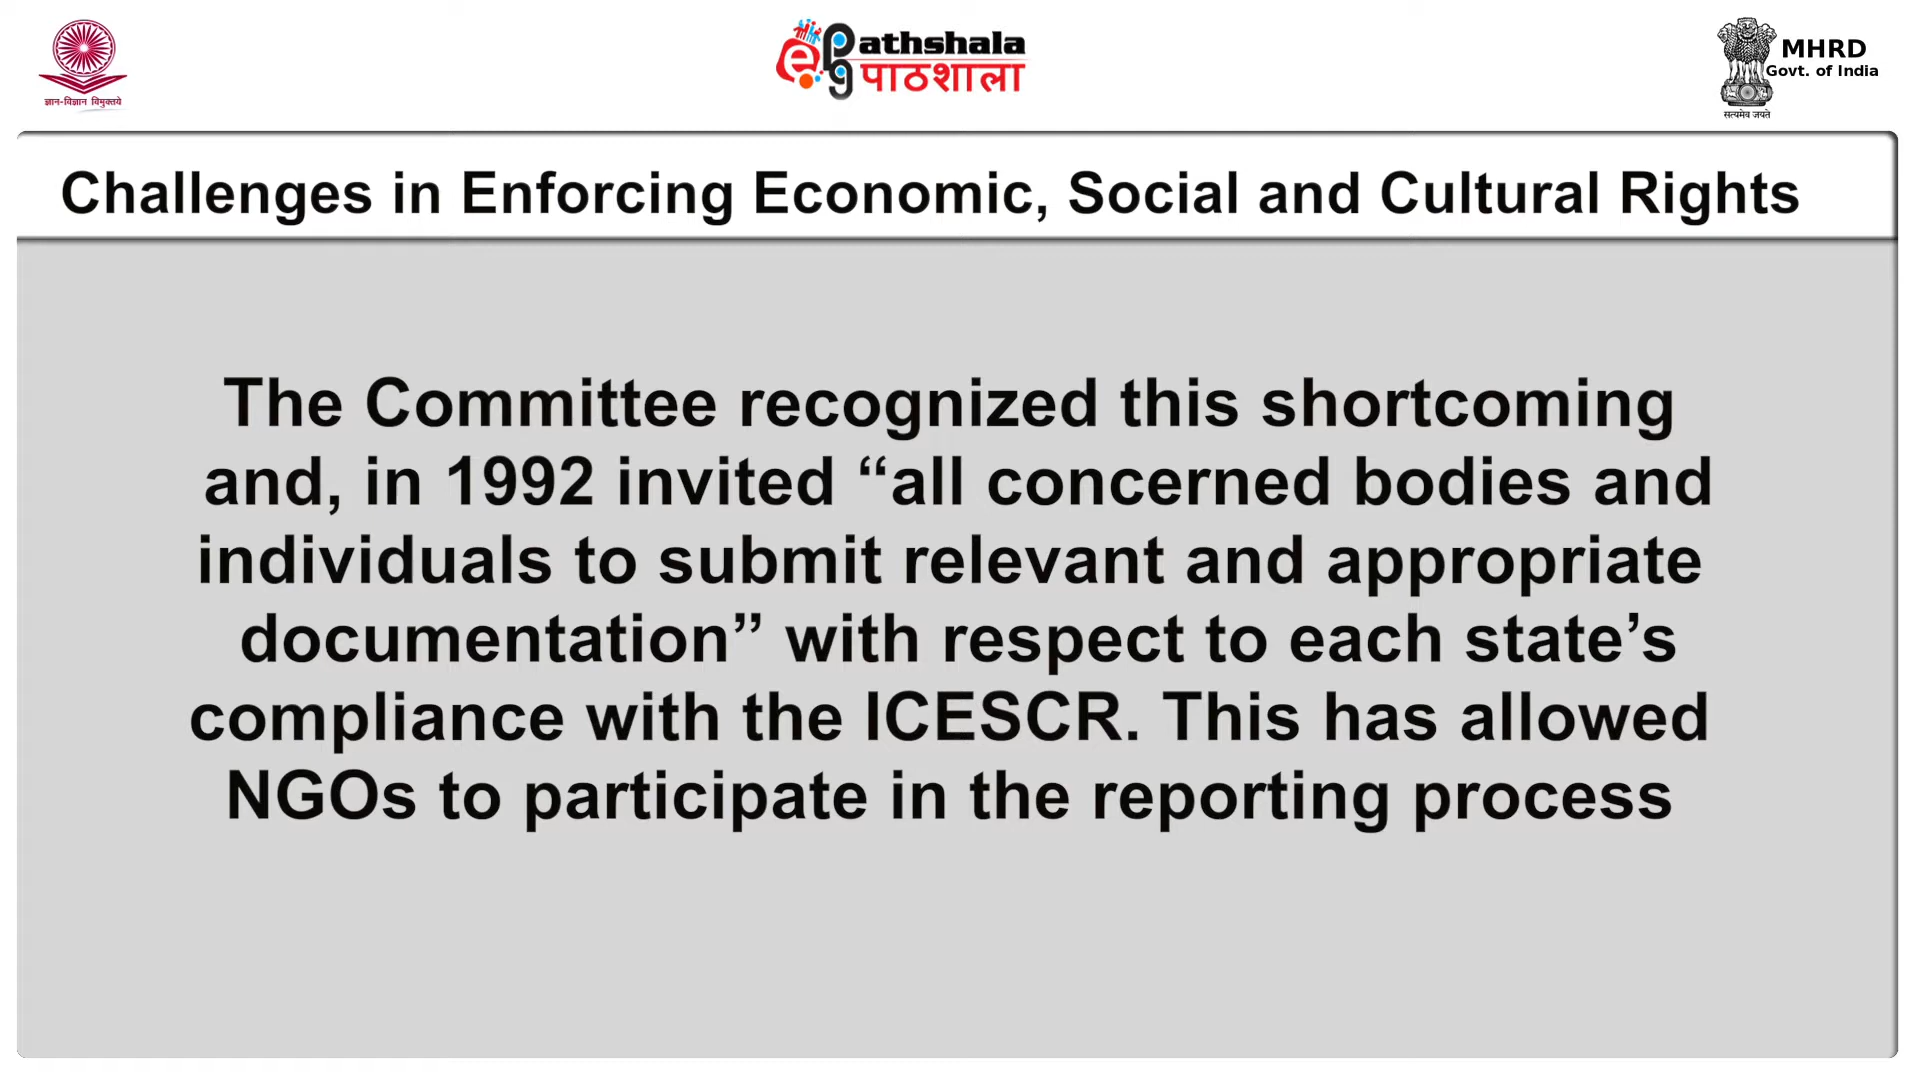 ज्ञान-विज्ञान विमुक्तये
ePg athshala
पाठशाला
MHRD
Govt. of India
सत्यमेव जयते
Challenges in Enforcing Economic, Social and Cultural Rights
The Committee recognized this shortcoming
and, in 1992 invited “all concerned bodies and
individuals to submit relevant and appropriate
documentation” with respect to each state’s
compliance with the ICESCR. This has allowed
NGOs to participate in the reporting process